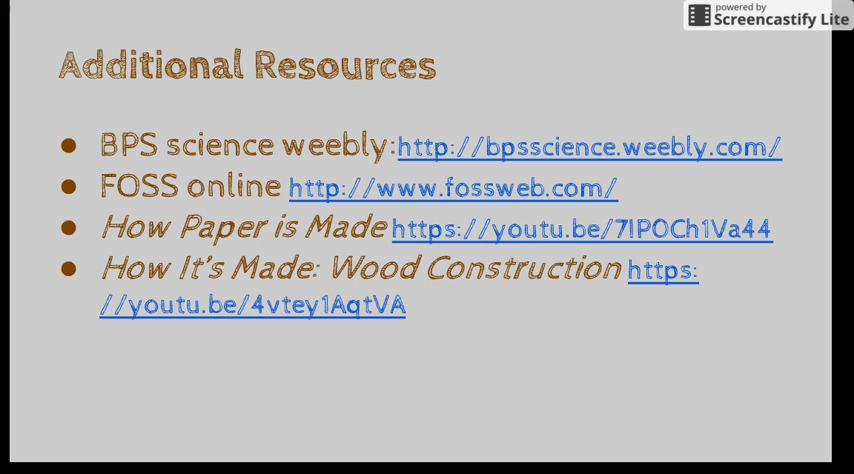 powered by
Screencastify Lite
Additional Resources
● BPS science weebly:http://bpsscience.weebly.com/
● FOSS online http://www.fossweb.com/
● How Paper is Made https://youtu.be/7IPOCh1Va44
● How It's Made: Wood Construction https:
//youtu.be/4vtey1AqtVA